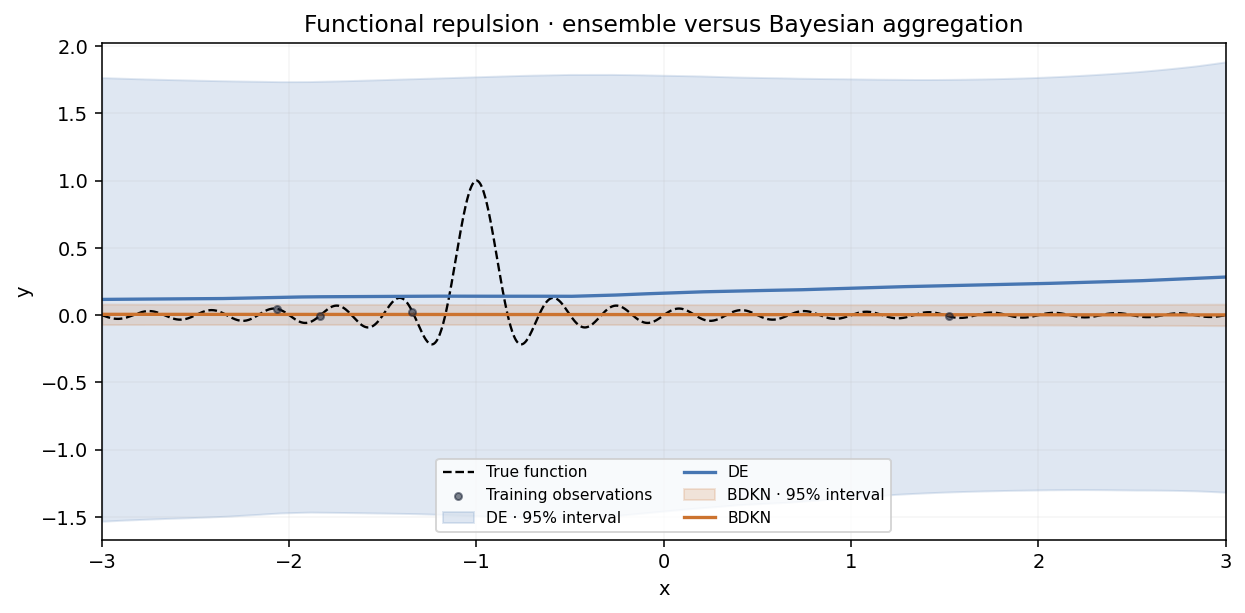 Functional repulsion · ensemble versus Bayesian aggregation
2.0
1.5
1.0
0.5
0.0
−0.5
−1.0
−1.5
y
True function
Training observations
DE · 95% interval
DE
BDKN · 95% interval
BDKN
−3
−2
−1
0
1
2
3
x